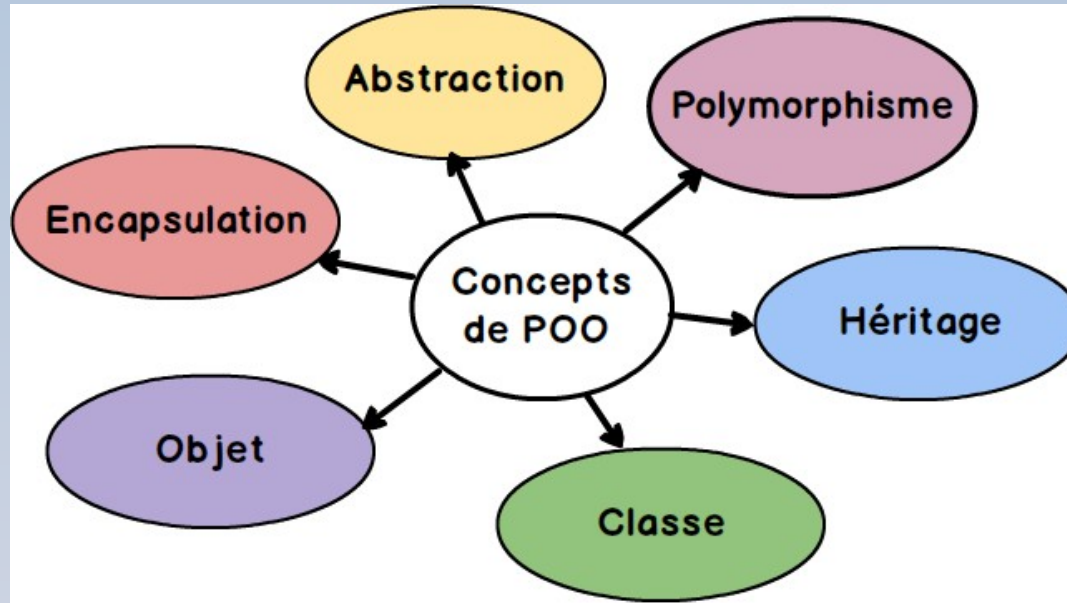 Abstraction
Polymorphisme
Encapsulation
Concepts
de POO
Héritage
Objet
Classe